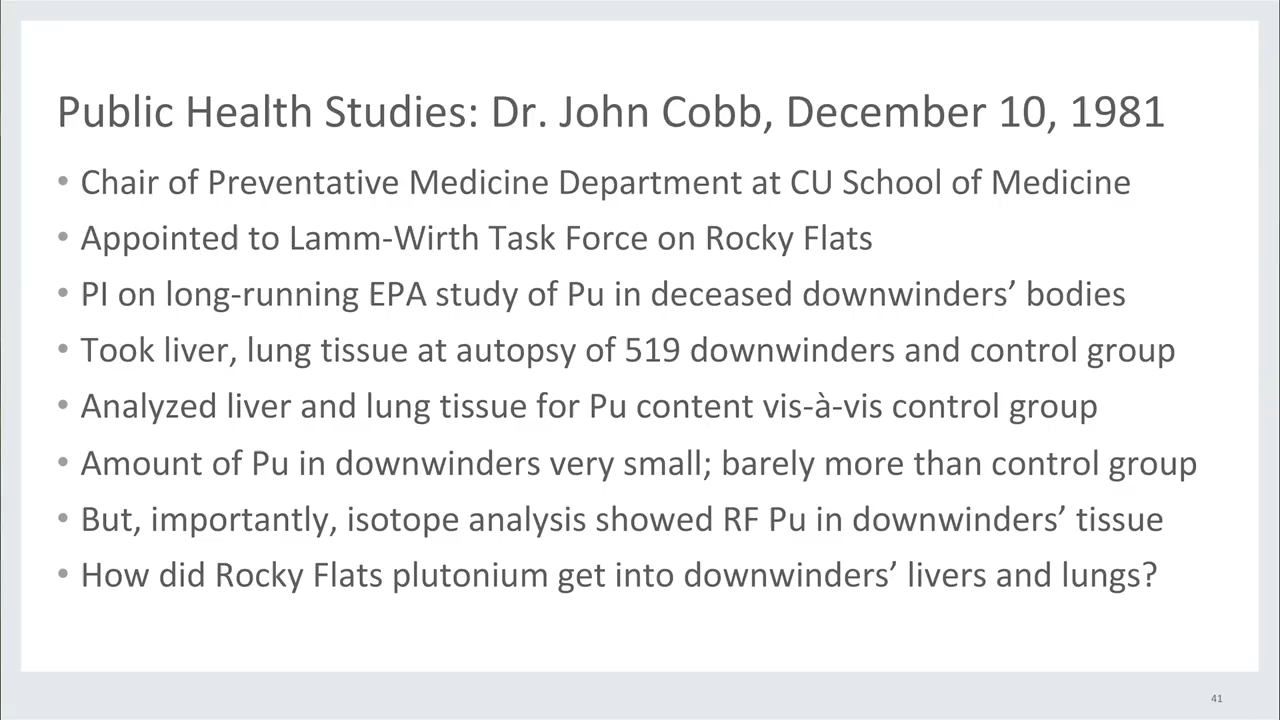 Public Health Studies: Dr. John Cobb, December 10, 1981
• Chair of Preventative Medicine Department at CU School of Medicine
• Appointed to Lamm-Wirth Task Force on Rocky Flats
• PI on long-running EPA study of Pu in deceased downwinders’ bodies
• Took liver, lung tissue at autopsy of 519 downwinders and control group
• Analyzed liver and lung tissue for Pu content vis-à-vis control group
• Amount of Pu in downwinders very small; barely more than control group
• But, importantly, isotope analysis showed RF Pu in downwinders’ tissue
• How did Rocky Flats plutonium get into downwinders’ livers and lungs?
41